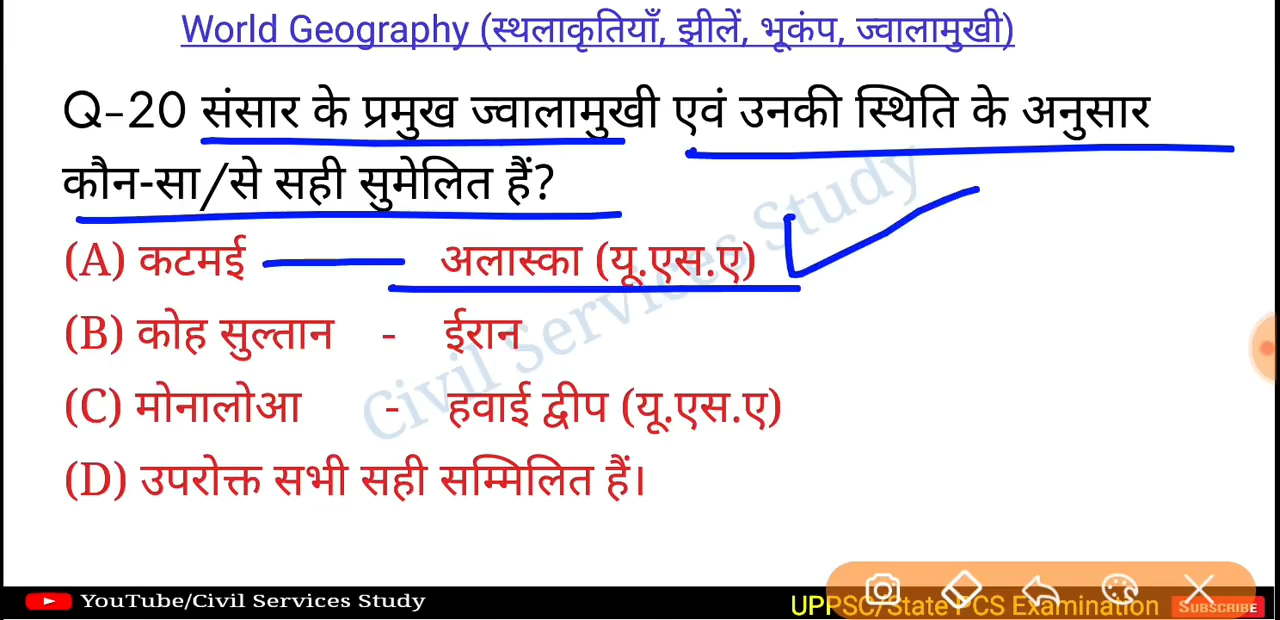 World Geography (स्थलाकृतियाँ, झीलें, भूकंप, ज्वालामुखी)
Q-20 संसार के प्रमुख ज्वालामुखी एवं उनकी स्थिति के अनुसार
कौन-सा/से सही सुमेलित हैं?
(A) कटमई अलास्का (यू.एस.ए)
(B) कोह सुल्तान - ईरान
(C) मोनालोआ - हवाई द्वीप (यू.एस.ए)
(D) उपरोक्त सभी सही सम्मिलित हैं।
Civil Services Study
YouTube/Civil Services Study
UPPSC/State PCS Examination
SUBSCRIBE